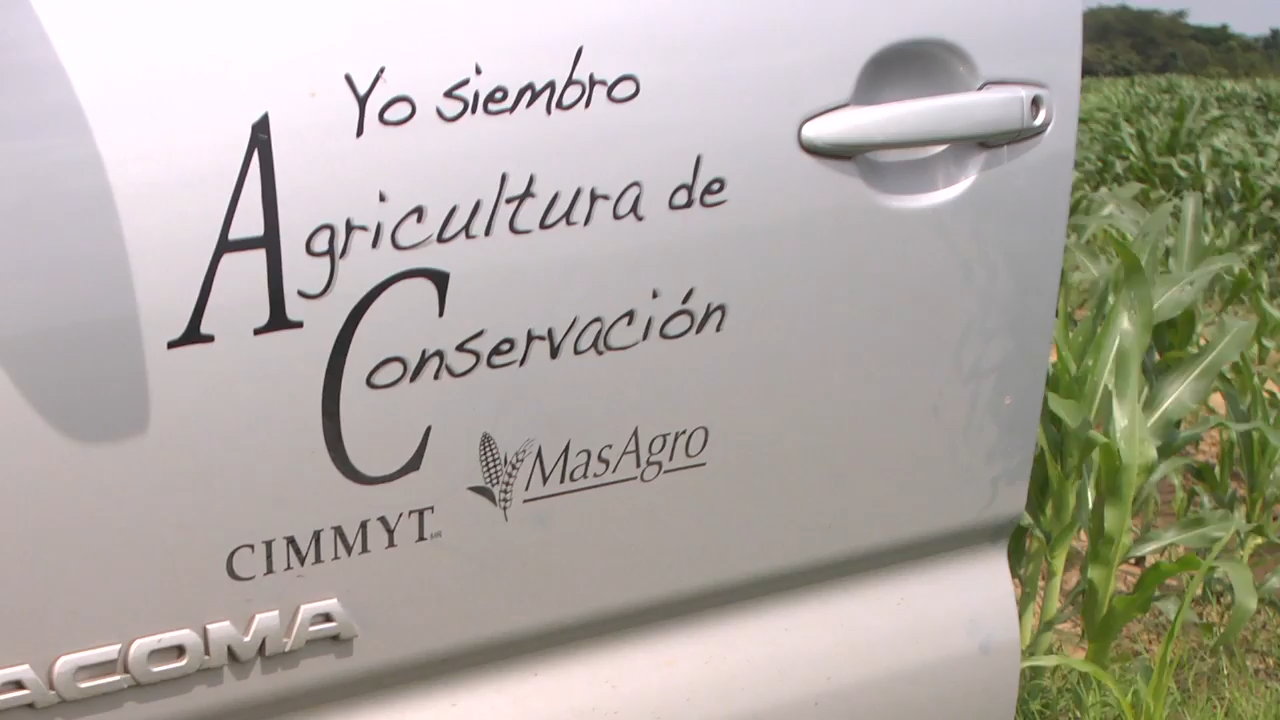 Yo siembro
Agricultura de
Conservación
MasAgro
CIMMYT
ACOMA